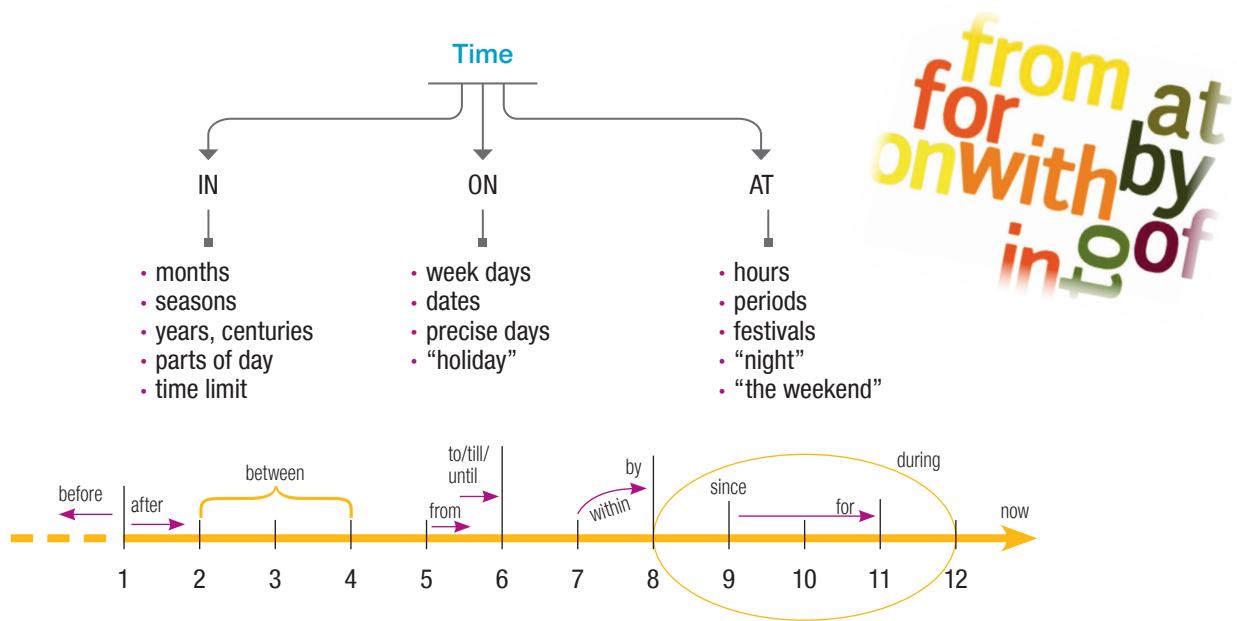 Time
IN
ON
AT
• months
• seasons
• years, centuries
• parts of day
• time limit
• week days
• dates
• precise days
• “holiday”
• hours
• periods
• festivals
• “night”
• “the weekend”
from
for
at
on
with
by
in
to
of
before
after
between
from
to/till/
until
within
by
since
for
during
now
1 2 3 4 5 6 7 8 9 10 11 12